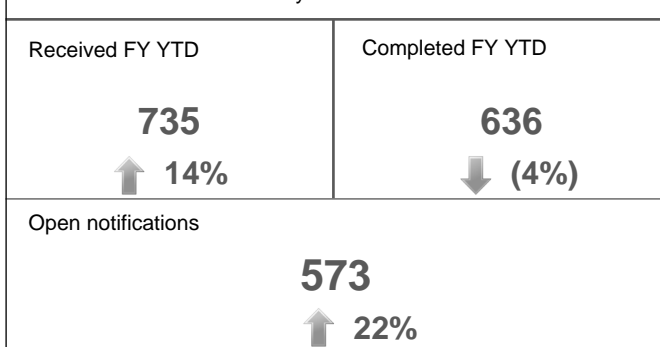 Received FY YTD
Completed FY YTD
735
636
14%
(4%)
Open notifications
573
22%